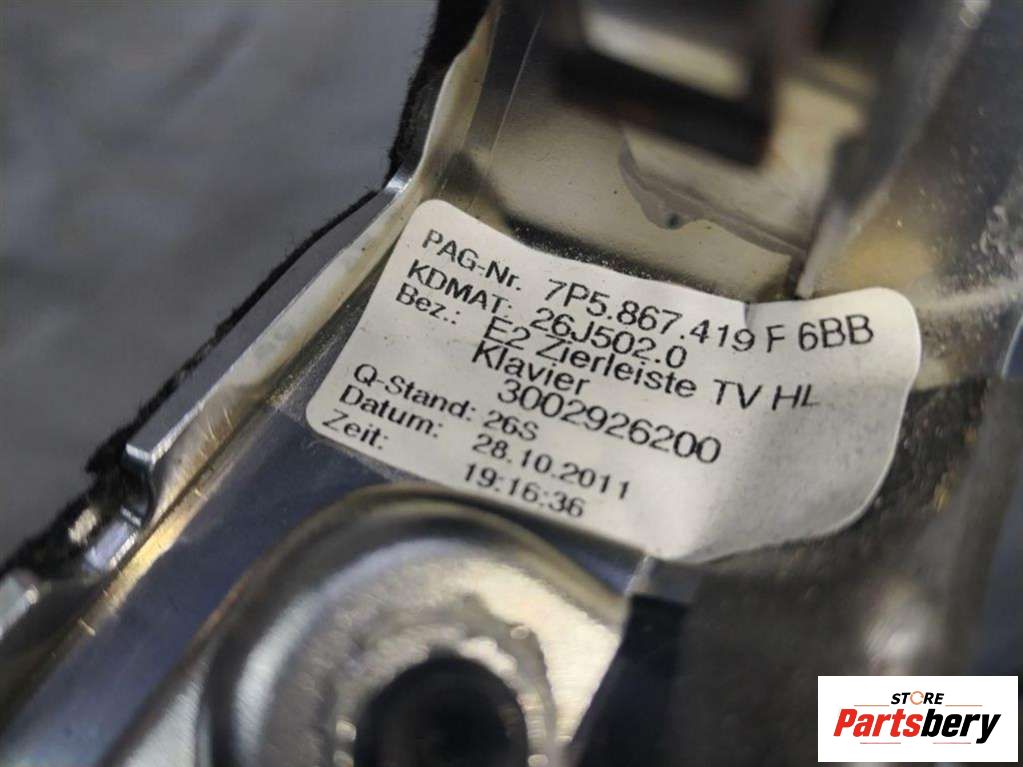 PAG-Nr. 7P5.867.419 F 6BB
KDMAT: 26J502.0
Bez.: E2 Zierleiste TV HL
Klavier
3002926200
Q-Stand: 26S
Datum: 28.10.2011
Zeit: 19:16:36
STORE
Partsbery